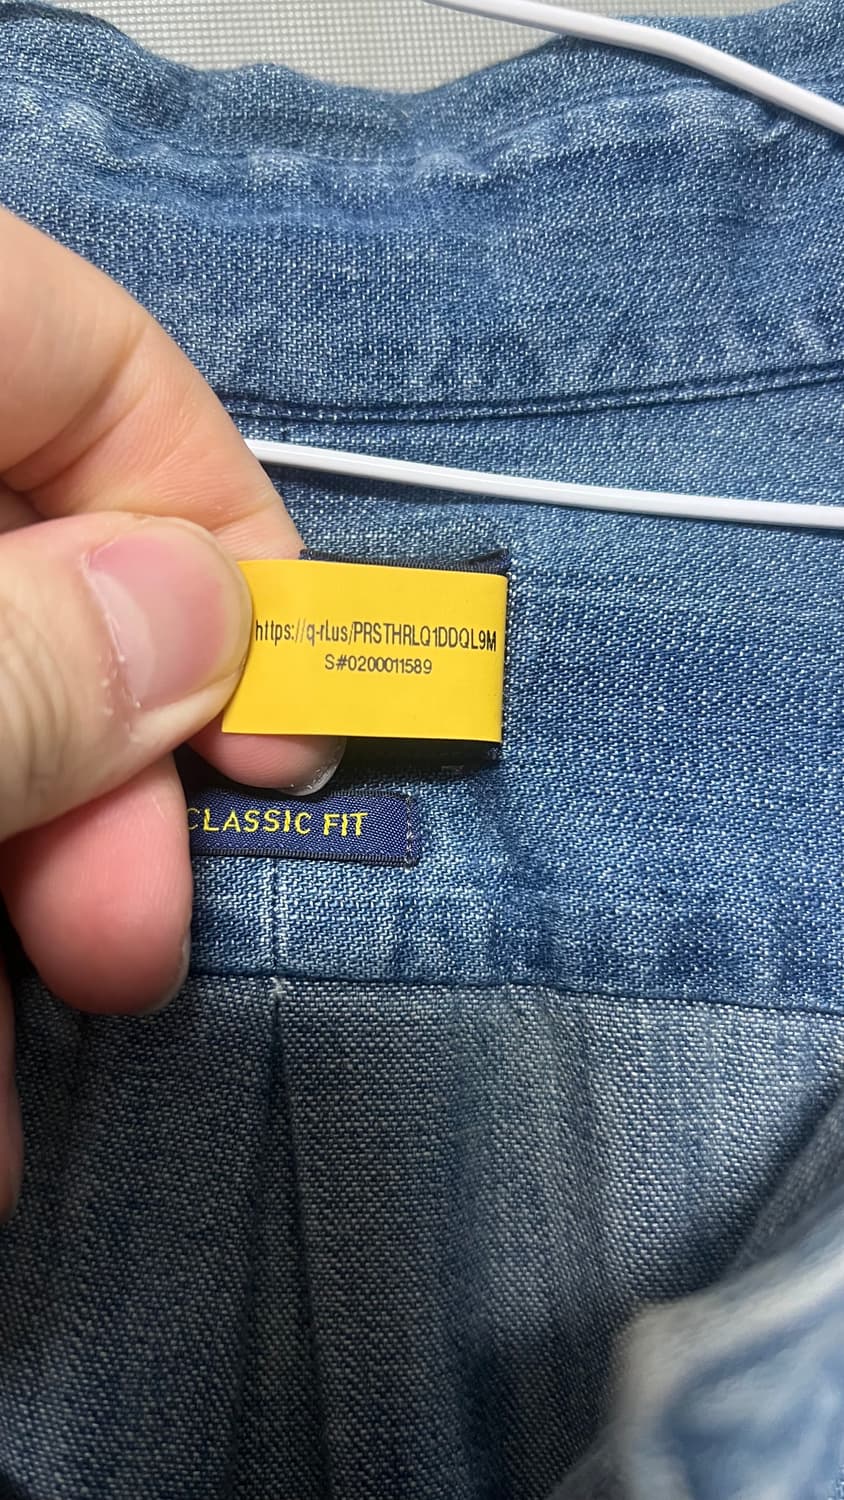 https://q-rl.us/PRSTHRLQ1DDQL9M
S#0200011589
CLASSIC FIT